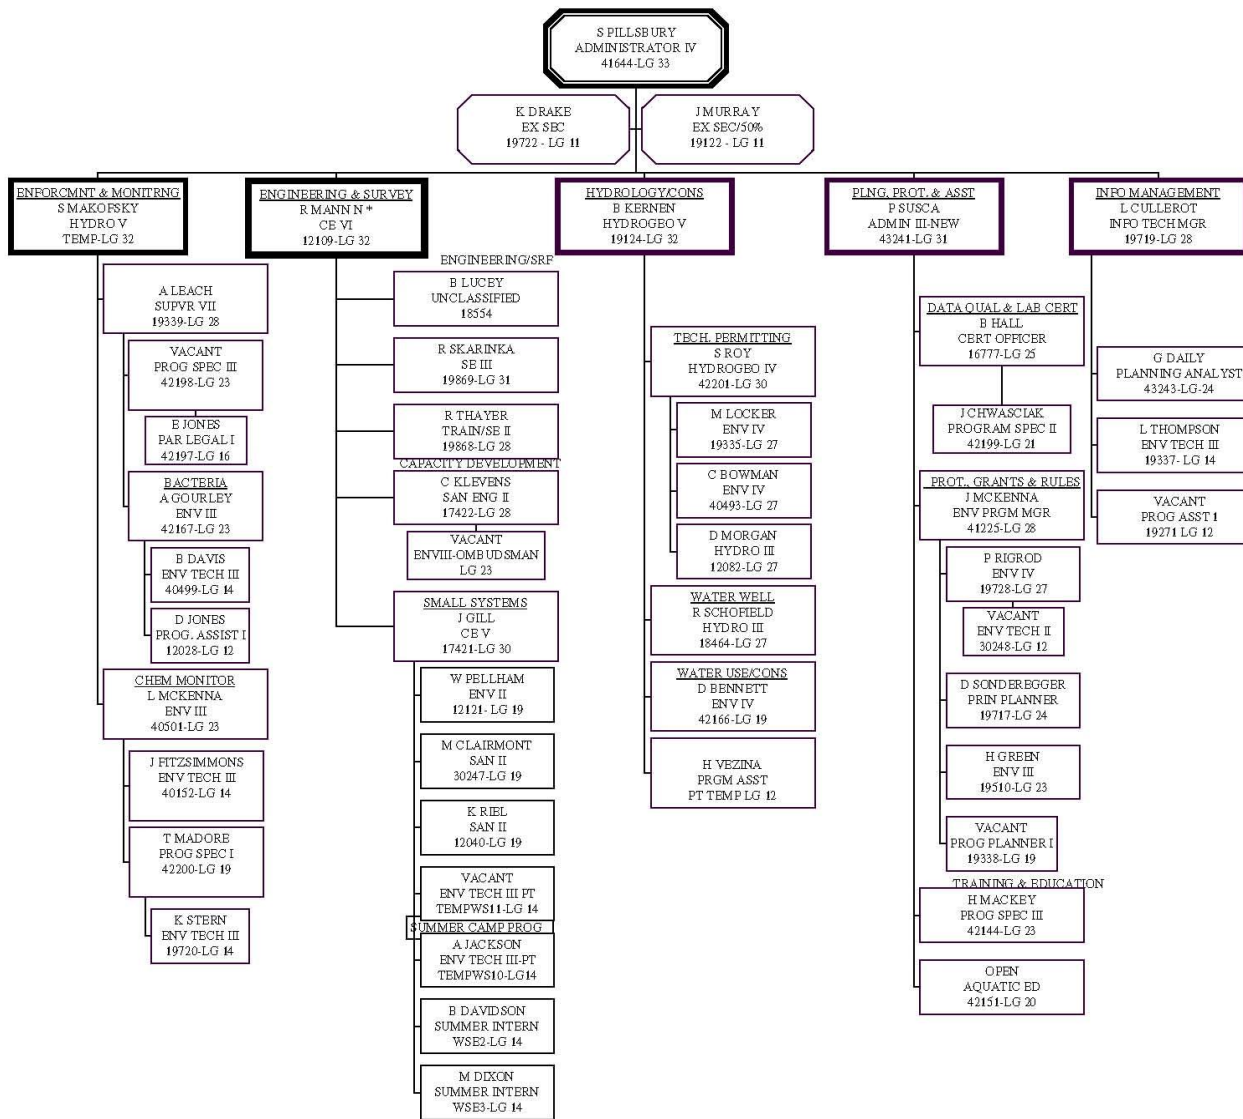 S PILLSBURY
ADMINISTRATOR IV
41644-LG 33
K DRAKE
EX SEC
19722 - LG 11
J MURRAY
EX SEC/50%
19122 - LG 11
ENFORCMNT & MONITRNG
S MAKOFSKY
HYDRO V
TEMP-LG 32
A LEACH
SUPVR VII
19339-LG 28
VACANT
PROG SPEC III
42198-LG 23
E JONES
PAR LEGAL I
42197-LG 16
BACTERIA
A GOURLEY
ENV III
42167-LG 23
B DAVIS
ENV TECH III
40499-LG 14
D JONES
PROG. ASSIST I
12028-LG 12
CHEM MONITOR
L MCKENNA
ENV III
40501-LG 23
J FITZSIMMONS
ENV TECH III
40152-LG 14
T MADORE
PROG SPEC I
42200-LG 19
K STERN
ENV TECH III
19720-LG 14
ENGINEERING & SURVEY
R MANN N *
CE VI
12109-LG 32
ENGINEERING/SRF
B LUCEY
UNCLASSIFIED
18554
R SKARINKA
SE III
19869-LG 31
R THAYER
TRAIN/SE II
19868-LG 28
CAPACITY DEVELOPMENT
C KLEVENS
SAN ENG II
17422-LG 28
VACANT
ENVIII-OMBUDSMAN
LG 23
SMALL SYSTEMS
J GILL
CE V
17421-LG 30
W PELLHAM
ENV II
12121- LG 19
M CLAIRMONT
SAN II
30247-LG 19
K RIEL
SAN II
12040-LG 19
VACANT
ENV TECH III PT
TEMPWS11-LG 14
SUMMER CAMP PROG
A JACKSON
ENV TECH III-PT
TEMPWS10-LG14
B DAVIDSON
SUMMER INTERN
WSE2-LG 14
M DIXON
SUMMER INTERN
WSE3-LG 14
HYDROLOGY/CONS
B KERNEN
HYDROGEO V
19124-LG 32
TECH. PERMITTING
S ROY
HYDROGEO IV
42201-LG 30
M LOCKER
ENV IV
19335-LG 27
C BOWMAN
ENV IV
40493-LG 27
D MORGAN
HYDRO III
12082-LG 27
WATER WELL
R SCHOFIELD
HYDRO III
18464-LG 27
WATER USE/CONS
D BENNETT
ENV IV
42166-LG 19
H VEZINA
PRGM ASST
PT TEMP LG 12
PLNG, PROT. & ASST
P SUSCA
ADMIN III-NEW
43241-LG 31
DATA QUAL & LAB CERT
B HALL
CERT OFFICER
16777-LG 25
J CHWASCIAK
PROGRAM SPEC II
42199-LG 21
PROT., GRANTS & RULES
J MCKENNA
ENV PRGM MGR
41225-LG 28
P RIGROD
ENV IV
19728-LG 27
VACANT
ENV TECH II
30248-LG 12
D SONDEREGGER
PRIN PLANNER
19717-LG 24
H GREEN
ENV III
19510-LG 23
VACANT
PROG PLANNER I
19338-LG 19
TRAINING & EDUCATION
H MACKEY
PROG SPEC III
42144-LG 23
OPEN
AQUATIC ED
42151-LG 20
INFO MANAGEMENT
L CULLEROT
INFO TECH MGR
19719-LG 28
G DAILY
PLANNING ANALYST
43243-LG-24
L THOMPSON
ENV TECH III
19337- LG 14
VACANT
PROG ASST 1
19271 LG 12